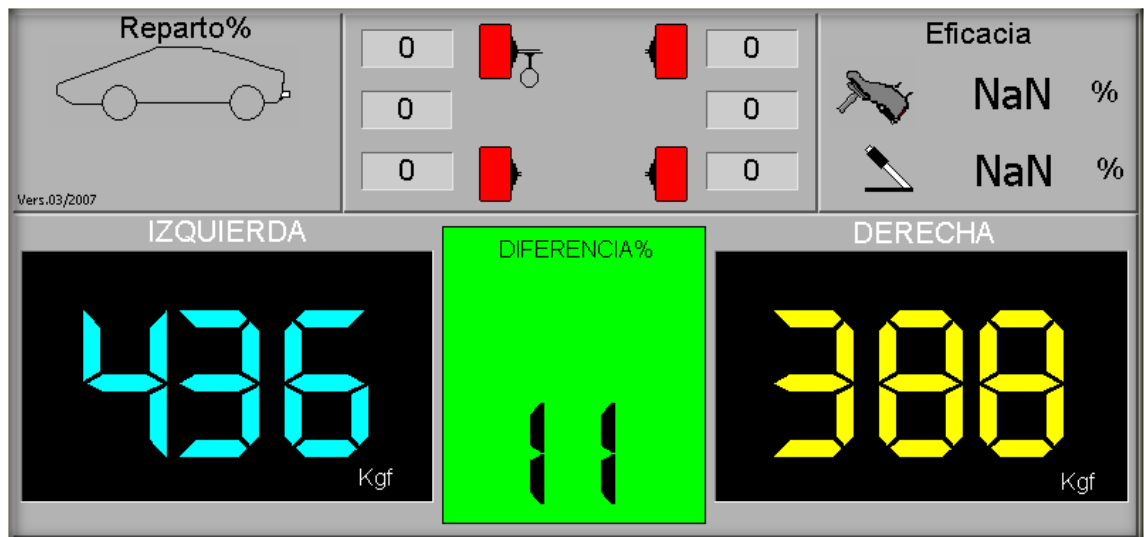 Reparto%
Vers.03/2007
0
0
0
0
0
0
Eficacia
NaN %
NaN %
IZQUIERDA
436
Kgf
DIFERENCIA%
11
DERECHA
388
Kgf